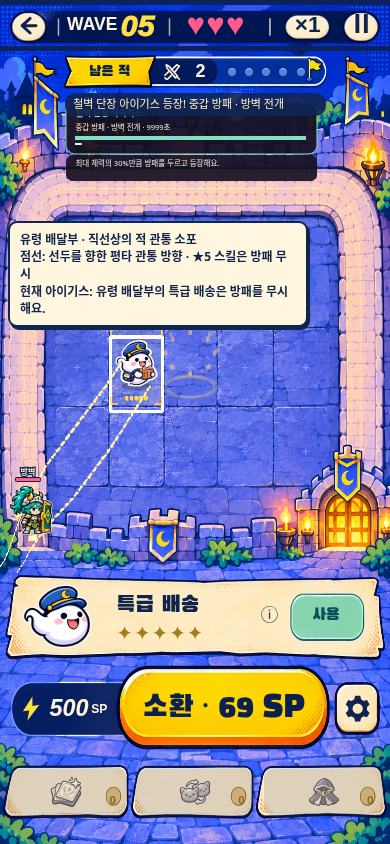 WAVE 05
×1
남은 적
2
철벽 단장 아이기스 등장! 중갑 방패 · 방벽 전개
중갑 방패 · 방벽 전개 · 9999초
최대 체력의 30%만큼 방패를 두르고 등장해요.
유령 배달부 · 직선상의 적 관통 소포
점선: 선두를 향한 평타 관통 방향 · ★5 스킬은 방패 무
시
현재 아이기스: 유령 배달부의 특급 배송은 방패를 무시
해요.
방벽
특급 배송
사용
500 SP
소환 · 69 SP
0
0
0